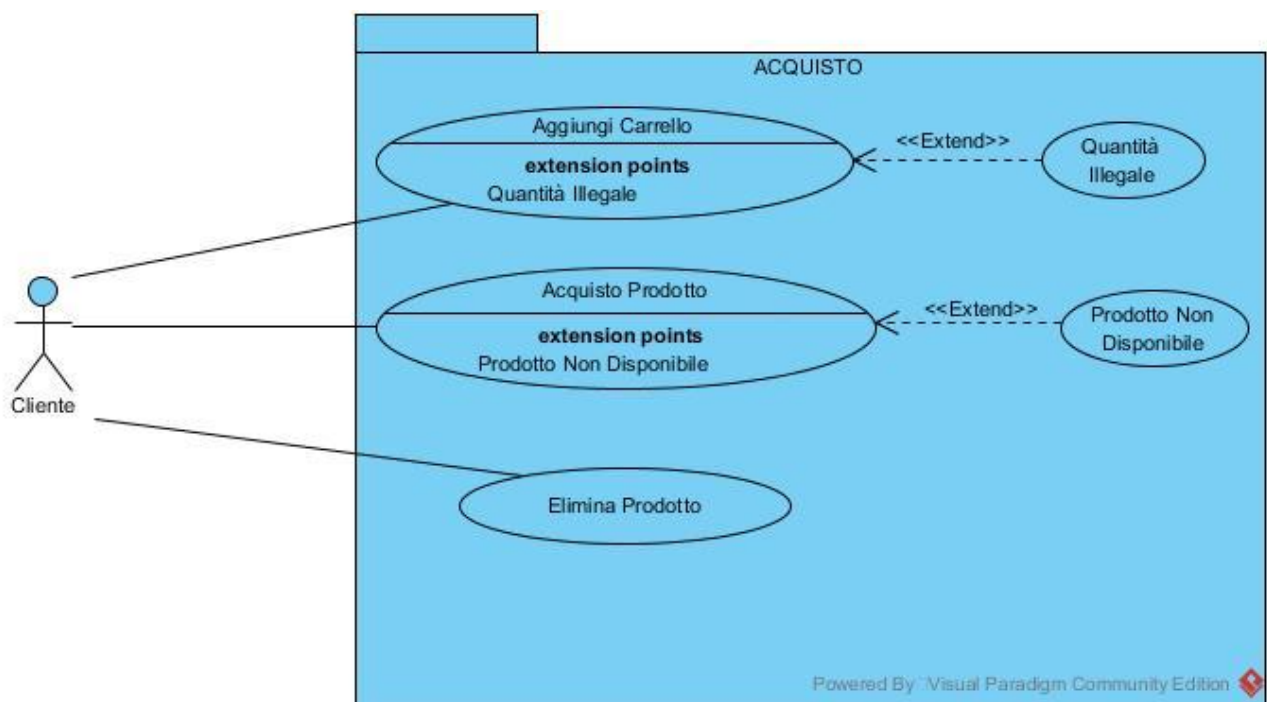 ACQUISTO
Aggiungi Carrello
extension points
Quantità Illegale
<<Extend>>
Quantità
Illegale
Acquisto Prodotto
extension points
Prodotto Non Disponibile
<<Extend>>
Prodotto Non
Disponibile
Cliente
Elimina Prodotto
Powered By Visual Paradigm Community Edition